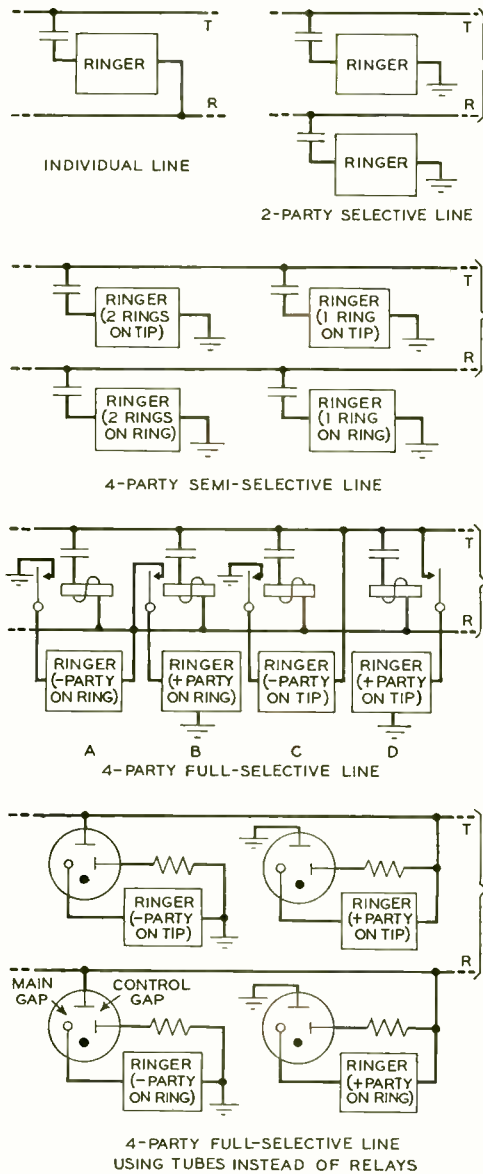 T
RINGER
R
INDIVIDUAL LINE
T
RINGER
R
RINGER
2-PARTY SELECTIVE LINE
T
RINGER
(2 RINGS
ON TIP)
RINGER
(1 RING
ON TIP)
R
RINGER
(2 RINGS
ON RING)
RINGER
(1 RING
ON RING)
4-PARTY SEMI-SELECTIVE LINE
T
R
RINGER
(-PARTY
ON RING)
RINGER
(+PARTY
ON RING)
RINGER
(-PARTY
ON TIP)
RINGER
(+PARTY
ON TIP)
A
B
C
D
4-PARTY FULL-SELECTIVE LINE
T
RINGER
(-PARTY
ON TIP)
RINGER
(+PARTY
ON TIP)
R
MAIN
GAP
CONTROL
GAP
RINGER
(-PARTY
ON RING)
RINGER
(+PARTY
ON RING)
4-PARTY FULL-SELECTIVE LINE
USING TUBES INSTEAD OF RELAYS